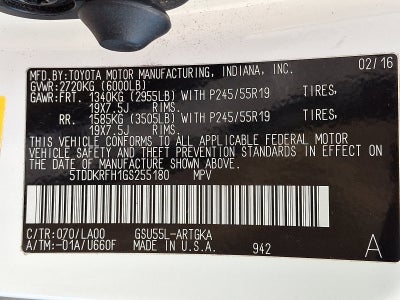 MFD.BY:TOYOTA MOTOR MANUFACTURING, INDIANA, INC. 02/16
GVWR:2720KG (6000LB)
GAWR:FRT. 1340KG (2955LB) WITH P245/55R19 TIRES,
19X7.5J RIMS.
RR. 1585KG (3505LB) WITH P245/55R19 TIRES,
19X7.5J RIMS.
THIS VEHICLE CONFORMS TO ALL APPLICABLE FEDERAL MOTOR
VEHICLE SAFETY AND THEFT PREVENTION STANDARDS IN EFFECT ON THE
DATE OF MANUFACTURE SHOWN ABOVE.
5TDDKRFH1GS255180 MPV
C/TR:070/LA00 GSU55L-ARTGKA
A/TM:-01A/U660F MADE IN U.S.A. 942 A